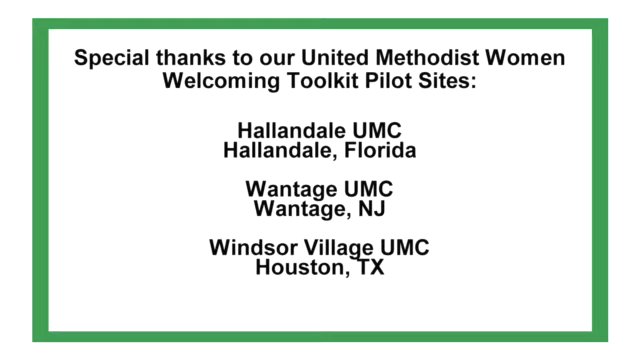 Special thanks to our United Methodist Women
Welcoming Toolkit Pilot Sites:
Hallandale UMC
Hallandale, Florida
Wantage UMC
Wantage, NJ
Windsor Village UMC
Houston, TX